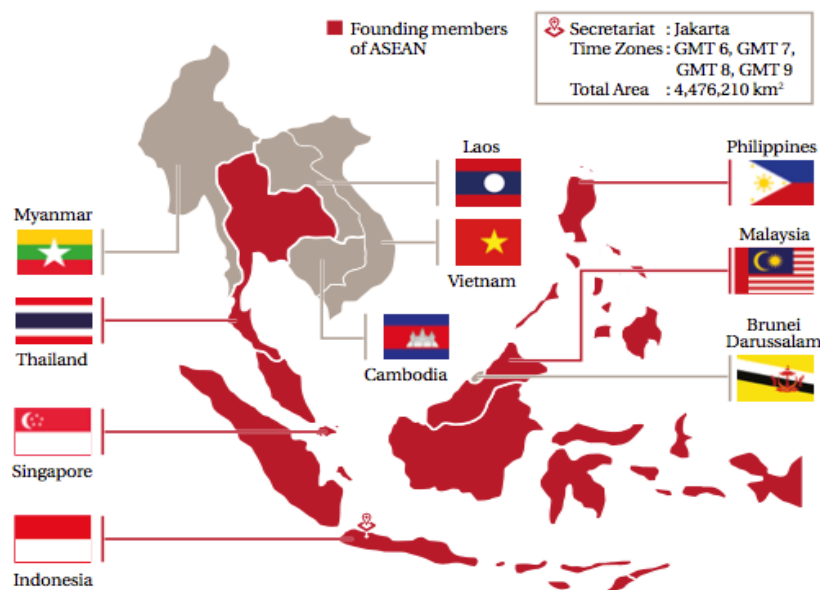 Founding members
of ASEAN
Secretariat : Jakarta
Time Zones : GMT 6, GMT 7,
GMT 8, GMT 9
Total Area : 4,476,210 km²
Laos
Philippines
Myanmar
Malaysia
Vietnam
Thailand
Cambodia
Brunei
Darussalam
Singapore
Indonesia